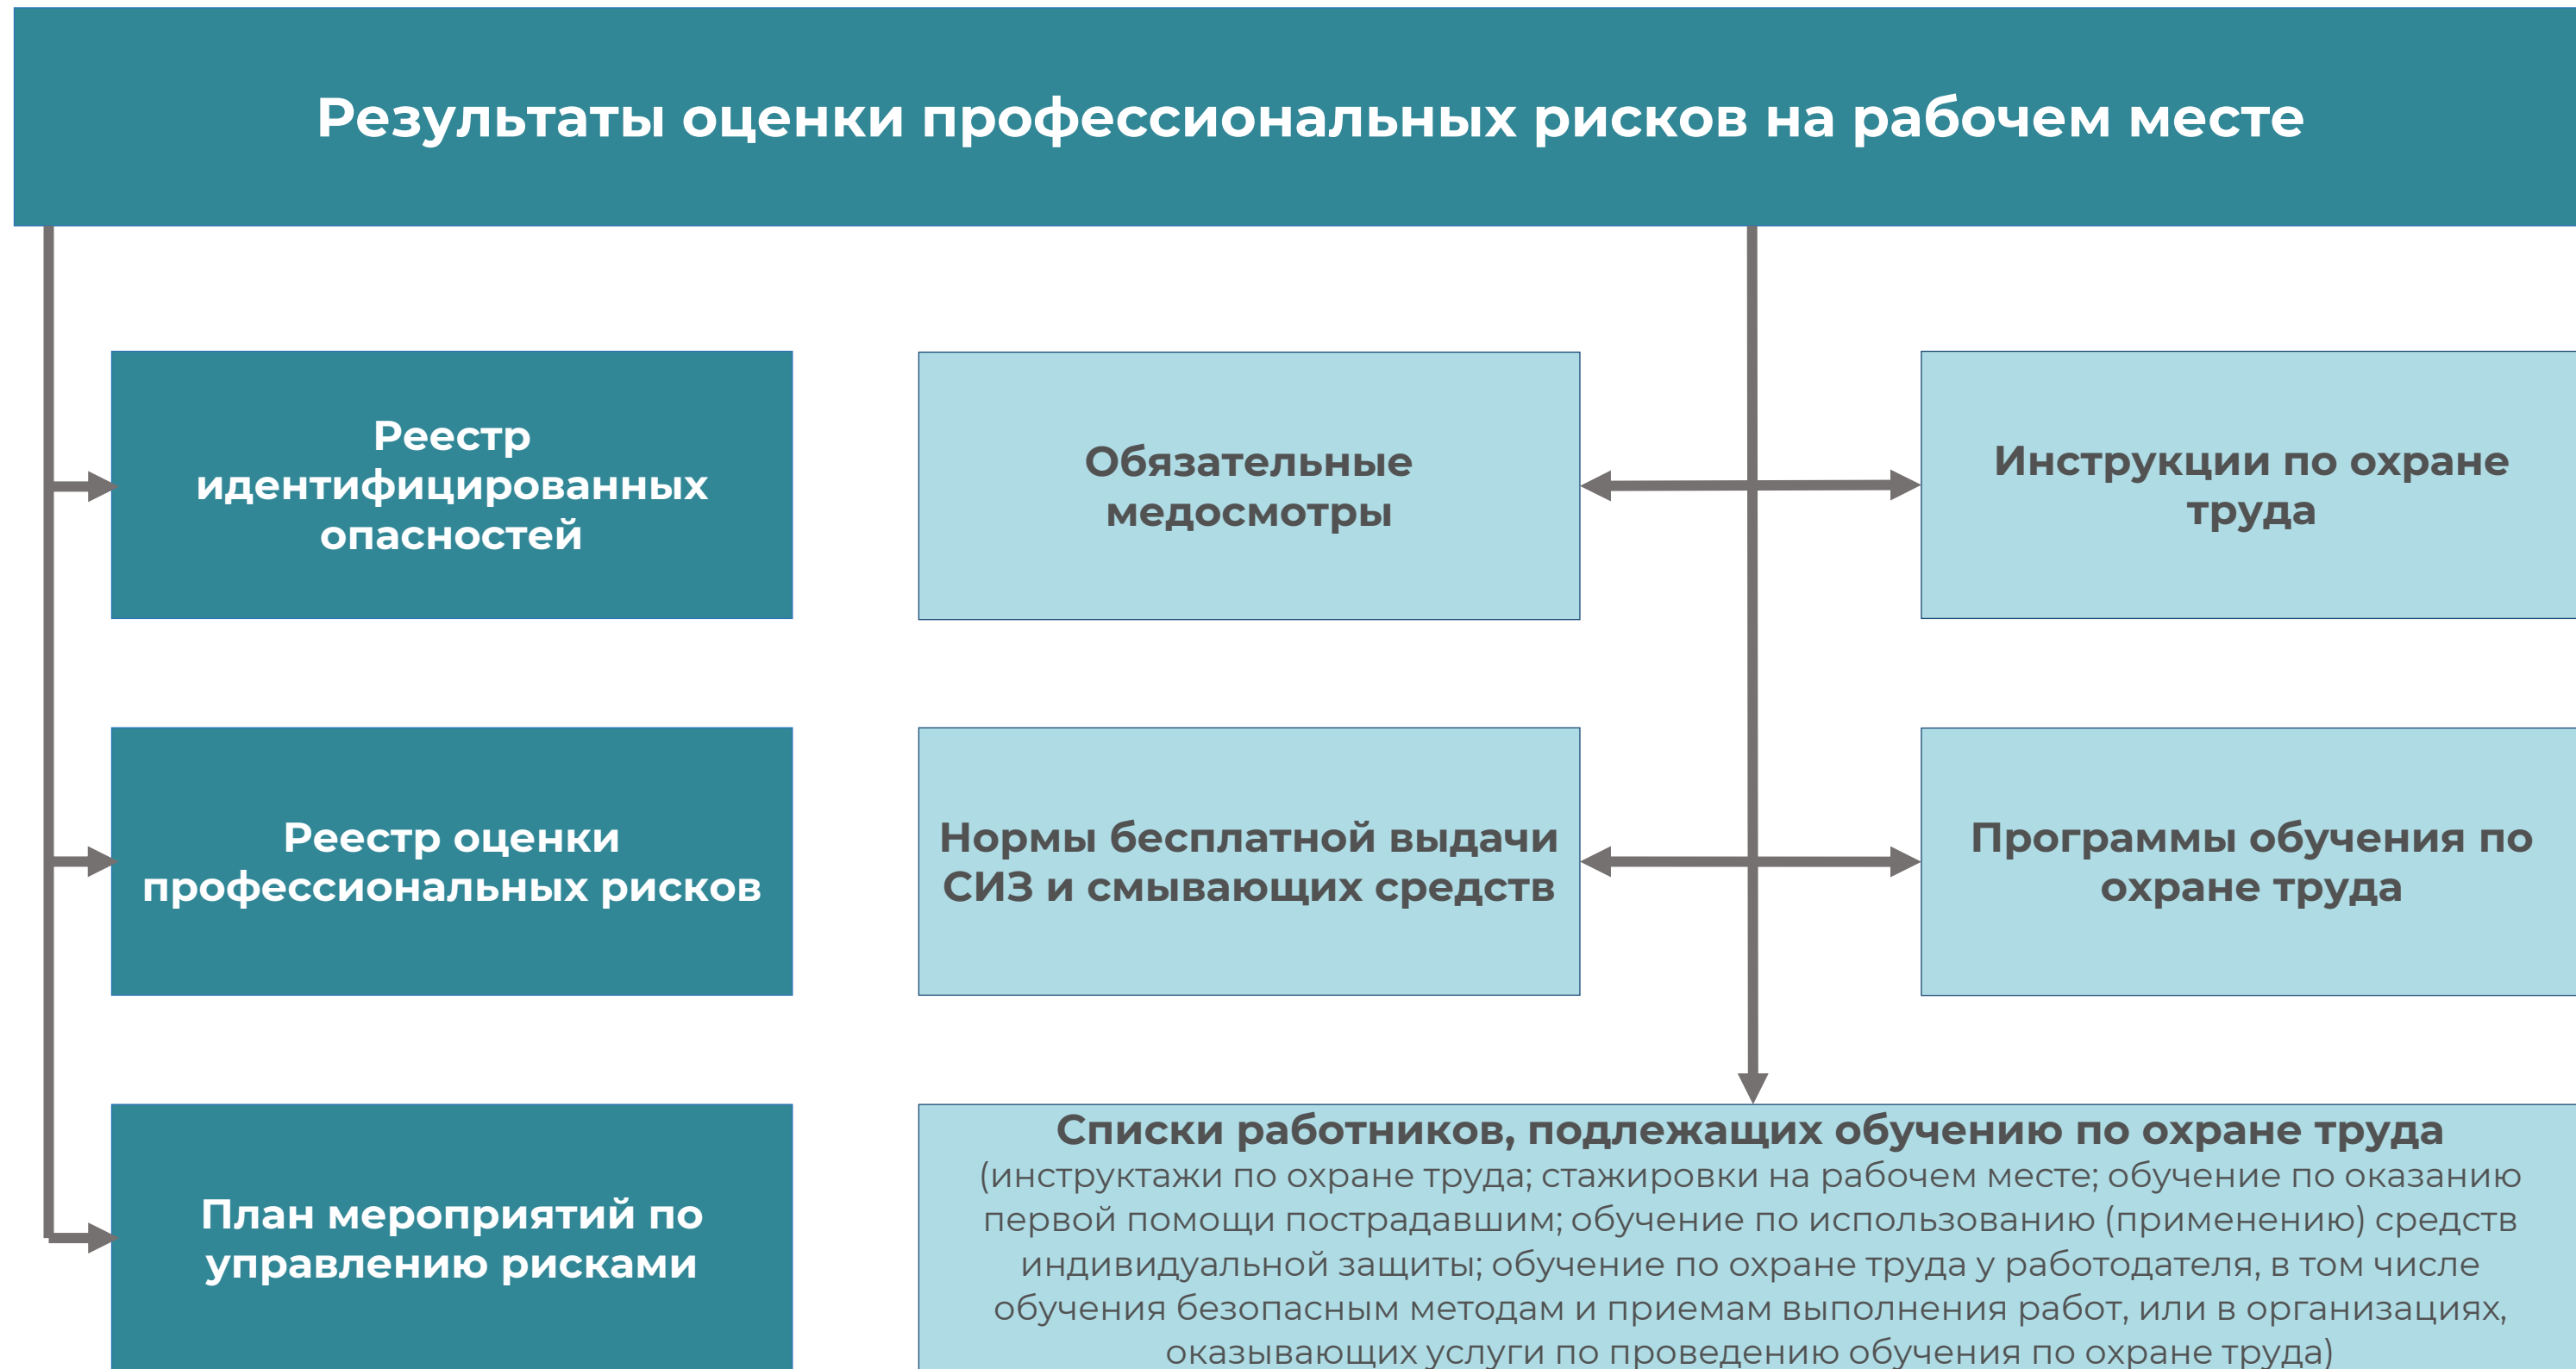 Результаты оценки профессиональных рисков на рабочем месте
Реестр
идентифицированных
опасностей
Обязательные
медосмотры
Инструкции по охране
труда
Реестр оценки
профессиональных рисков
Нормы бесплатной выдачи
СИЗ и смывающих средств
Программы обучения по
охране труда
План мероприятий по
управлению рисками
Списки работников, подлежащих обучению по охране труда
(инструктажи по охране труда; стажировки на рабочем месте; обучение по оказанию
первой помощи пострадавшим; обучение по использованию (применению) средств
индивидуальной защиты; обучение по охране труда у работодателя, в том числе
обучения безопасным методам и приемам выполнения работ, или в организациях,
оказывающих услуги по проведению обучения по охране труда)